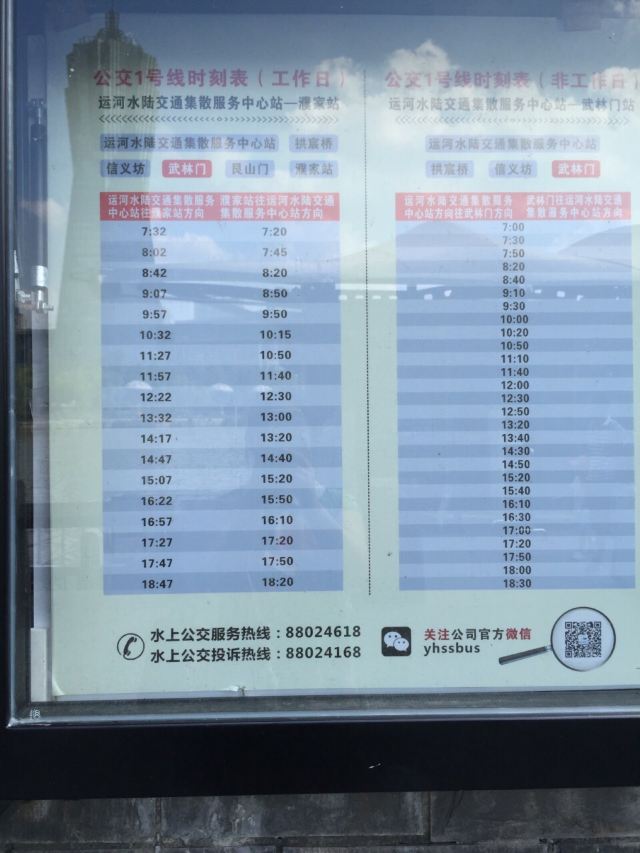 公交1号线时刻表（工作日）
运河水陆交通集散服务中心站—濮家站
运河水陆交通集散服务中心站 拱宸桥
信义坊 武林门 艮山门 濮家站
运河水陆交通集散服务 濮家站往运河水陆交通
中心站往濮家站方向 集散服务中心站方向
7:32 7:20
8:02 7:45
8:42 8:20
9:07 8:50
9:57 9:50
10:32 10:15
11:27 10:50
11:57 11:40
12:22 12:30
13:32 13:00
14:17 13:20
14:47 14:40
15:07 15:20
16:22 15:50
16:57 16:10
17:27 17:20
17:47 17:50
18:47 18:20
公交1号线时刻表（非工作日）
运河水陆交通集散服务中心站—武林门站
运河水陆交通集散服务中心站
拱宸桥 信义坊 武林门
运河水陆交通集散服务 武林门往运河水陆交通
中心站方向往武林门方向 集散服务中心站方向
7:00
7:30
7:50
8:20
8:40
9:10
9:30
10:00
10:20
10:50
11:10
11:40
12:00
12:30
12:50
13:20
13:40
14:30
14:50
15:20
15:40
16:10
16:30
17:00
17:20
17:50
18:00
18:30
水上公交服务热线：88024618
水上公交投诉热线：88024168
关注公司官方微信
yhssbus